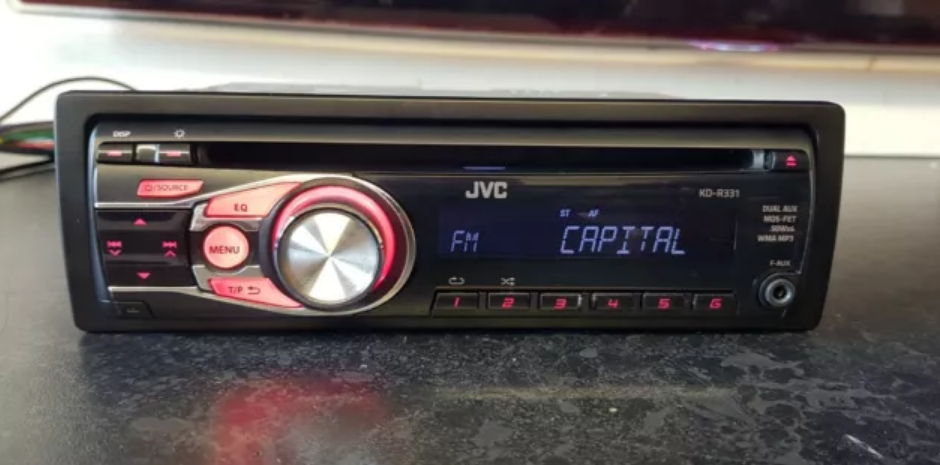 DISP
⏻/SOURCE
EQ
MENU
T/P
JVC
KD-R331
ST AF
FM CAPITAL
DUAL AUX
MOS-FET
50Wx4
WMA MP3
F-AUX
1 2 3 4 5 6